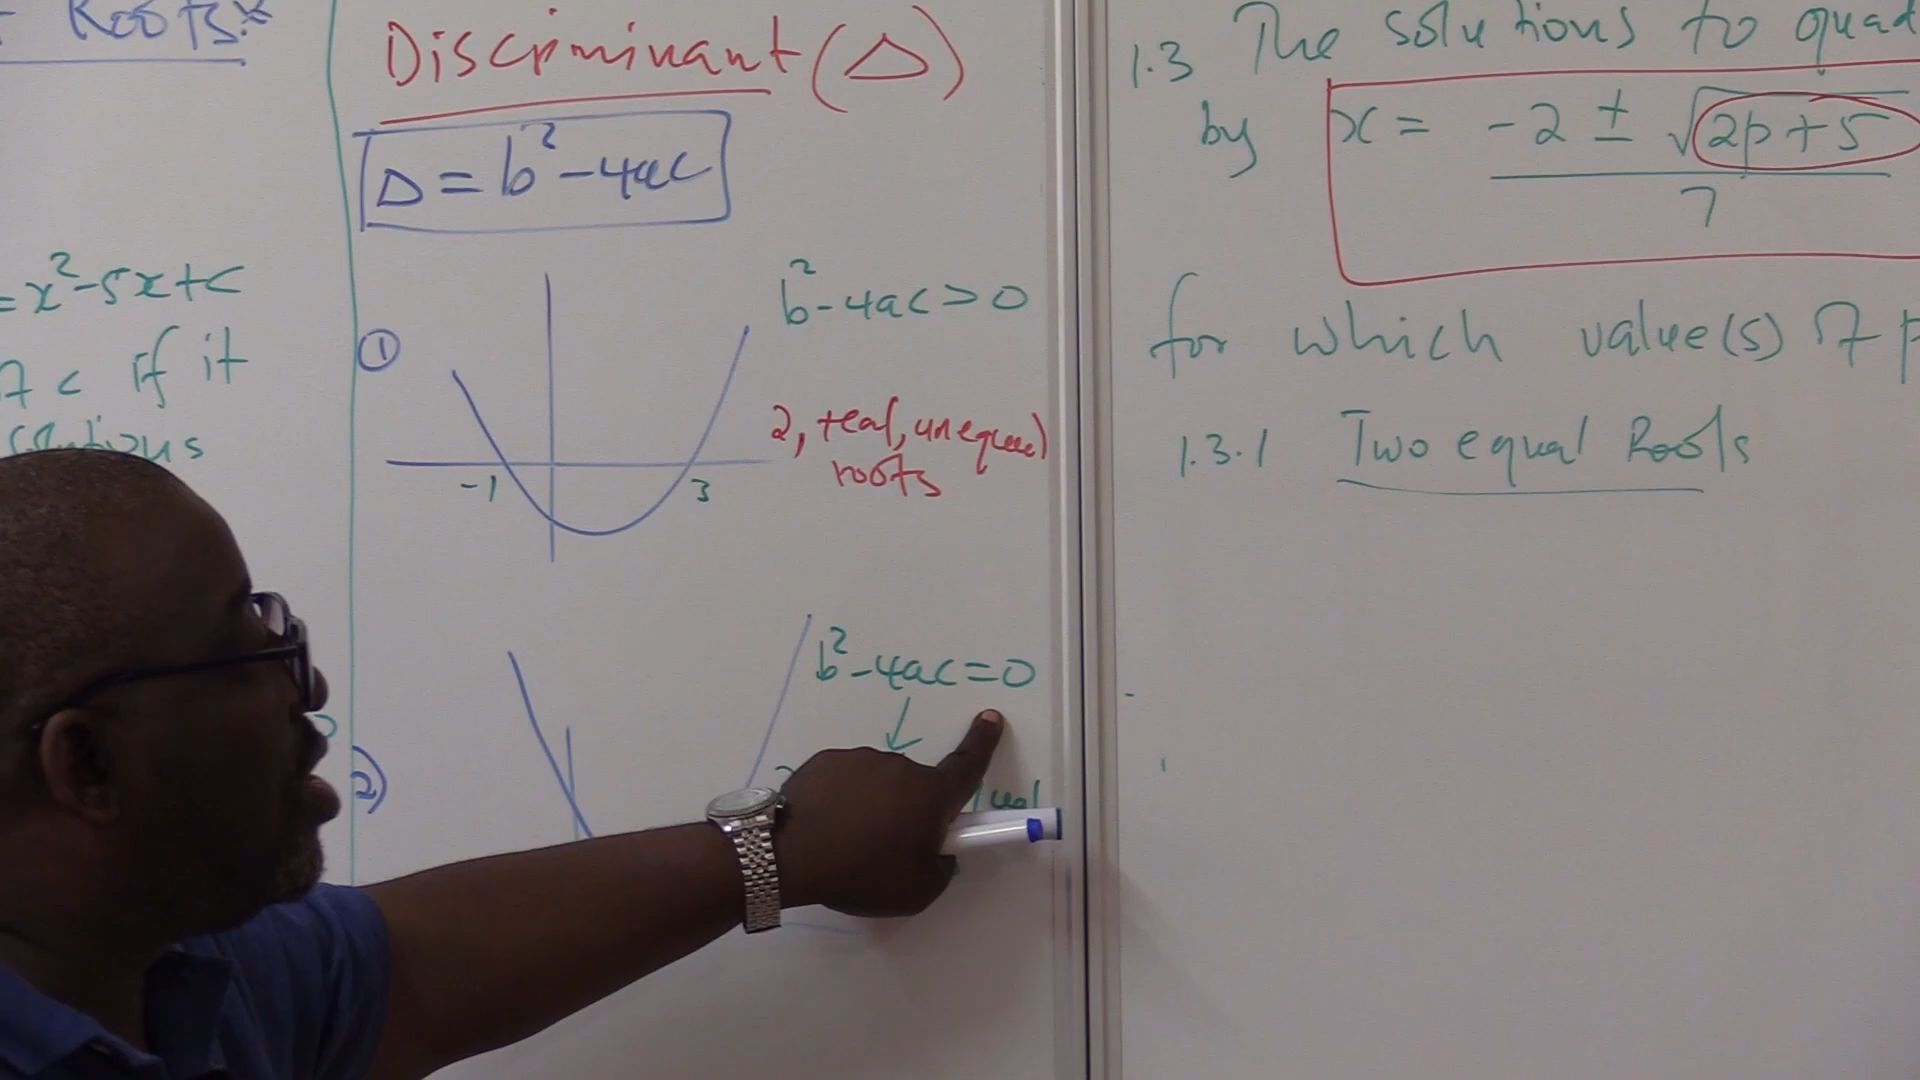 Roots*
= x² - 5x + c
c if it
solutions
Discriminant (Δ)
Δ = b² - 4ac
①
b² - 4ac > 0
2, real, unequal
roots
-1
3
b² - 4ac = 0
2)
1.3 The solutions to quad
by x = -2 ± √2p + 5
7
for which value(s) of p
1.3.1 Two equal Roots